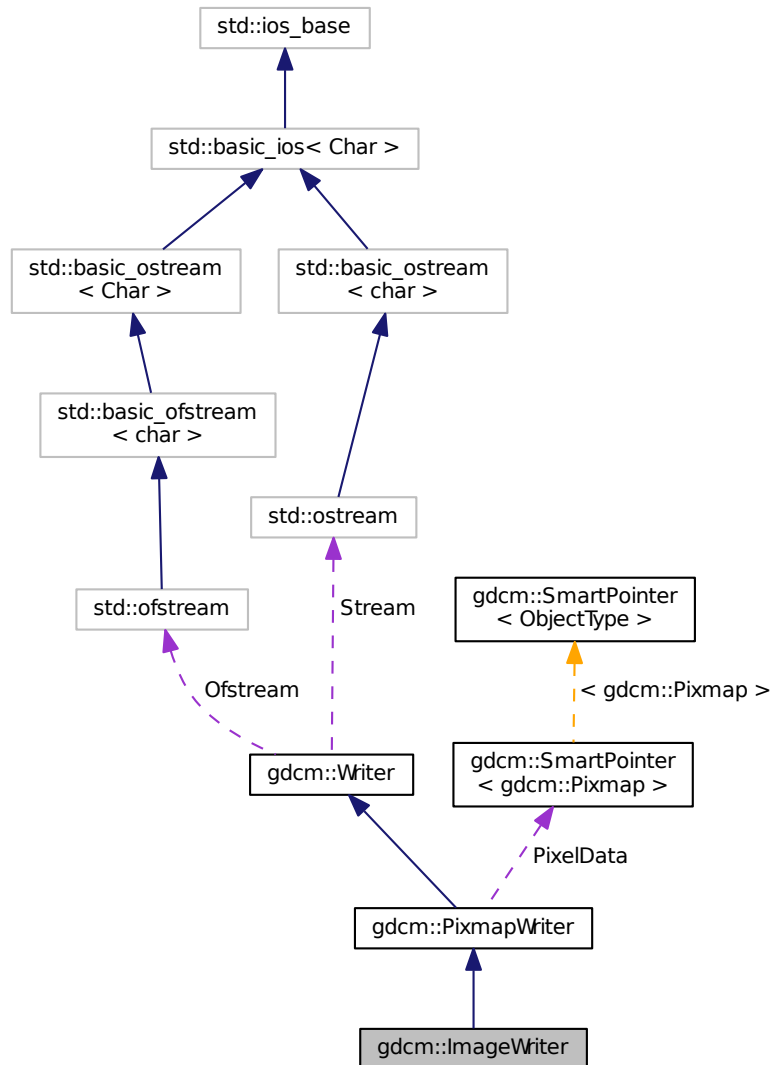 std::ios_base
std::basic_ios< Char >
std::basic_ostream
< Char >
std::basic_ostream
< char >
std::basic_ofstream
< char >
std::ostream
std::ofstream
Stream
gdcm::SmartPointer
< ObjectType >
Ofstream
< gdcm::Pixmap >
gdcm::Writer
gdcm::SmartPointer
< gdcm::Pixmap >
PixelData
gdcm::PixmapWriter
gdcm::ImageWriter